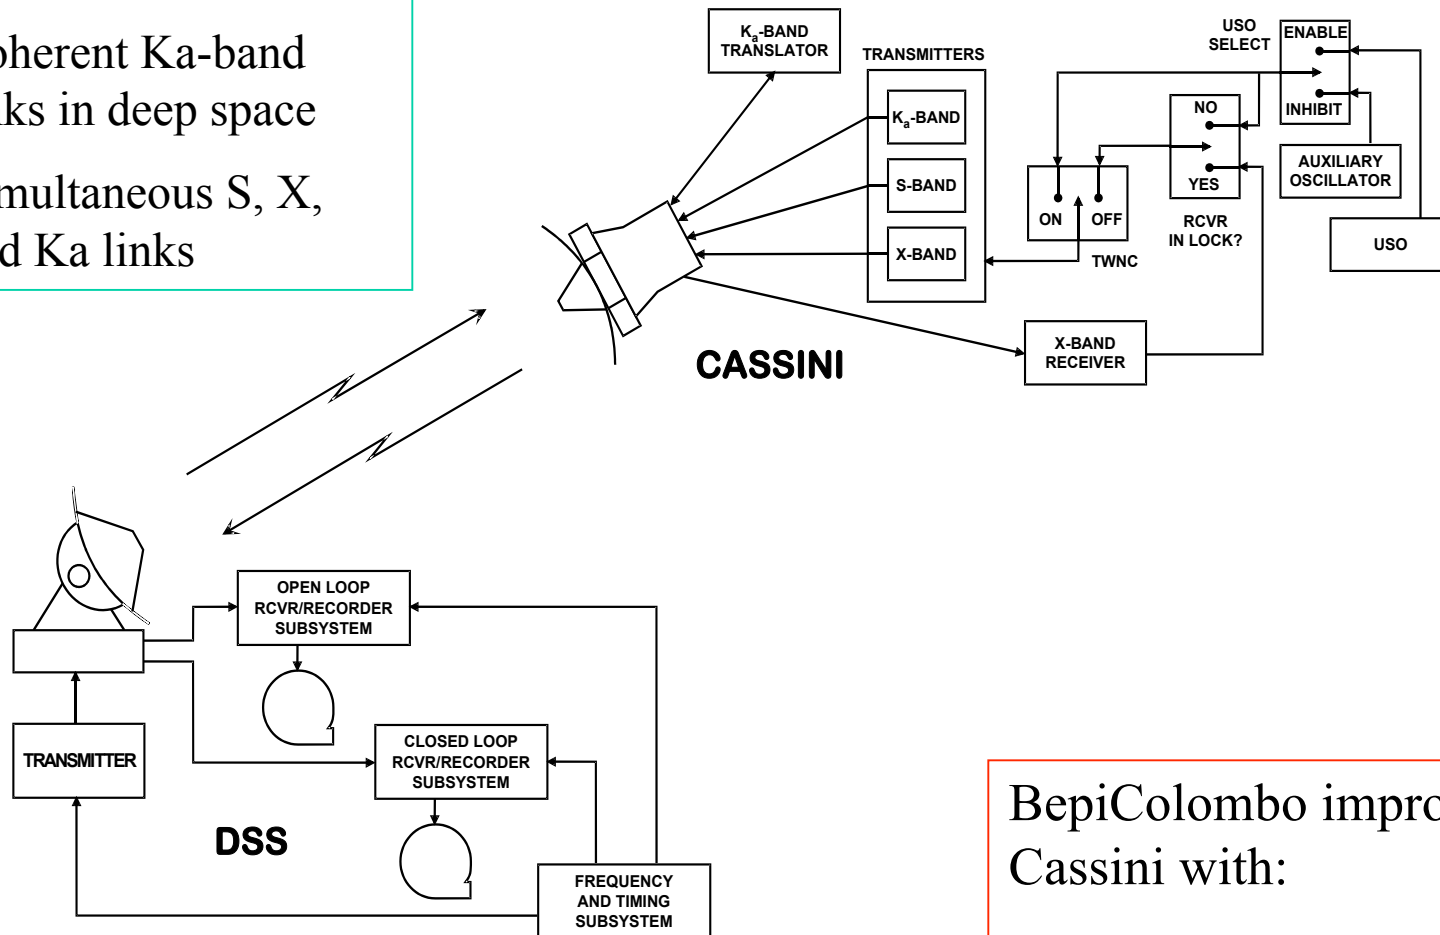 oherent Ka-band
ks in deep space
multaneous S, X,
d Ka links
Ka-BAND
TRANSLATOR
TRANSMITTERS
Ka-BAND
S-BAND
X-BAND
USO
SELECT
ENABLE
INHIBIT
NO
YES
RCVR
IN LOCK?
AUXILIARY
OSCILLATOR
USO
ON
OFF
TWNC
X-BAND
RECEIVER
CASSINI
OPEN LOOP
RCVR/RECORDER
SUBSYSTEM
TRANSMITTER
CLOSED LOOP
RCVR/RECORDER
SUBSYSTEM
DSS
FREQUENCY
AND TIMING
SUBSYSTEM
BepiColombo impro
Cassini with: